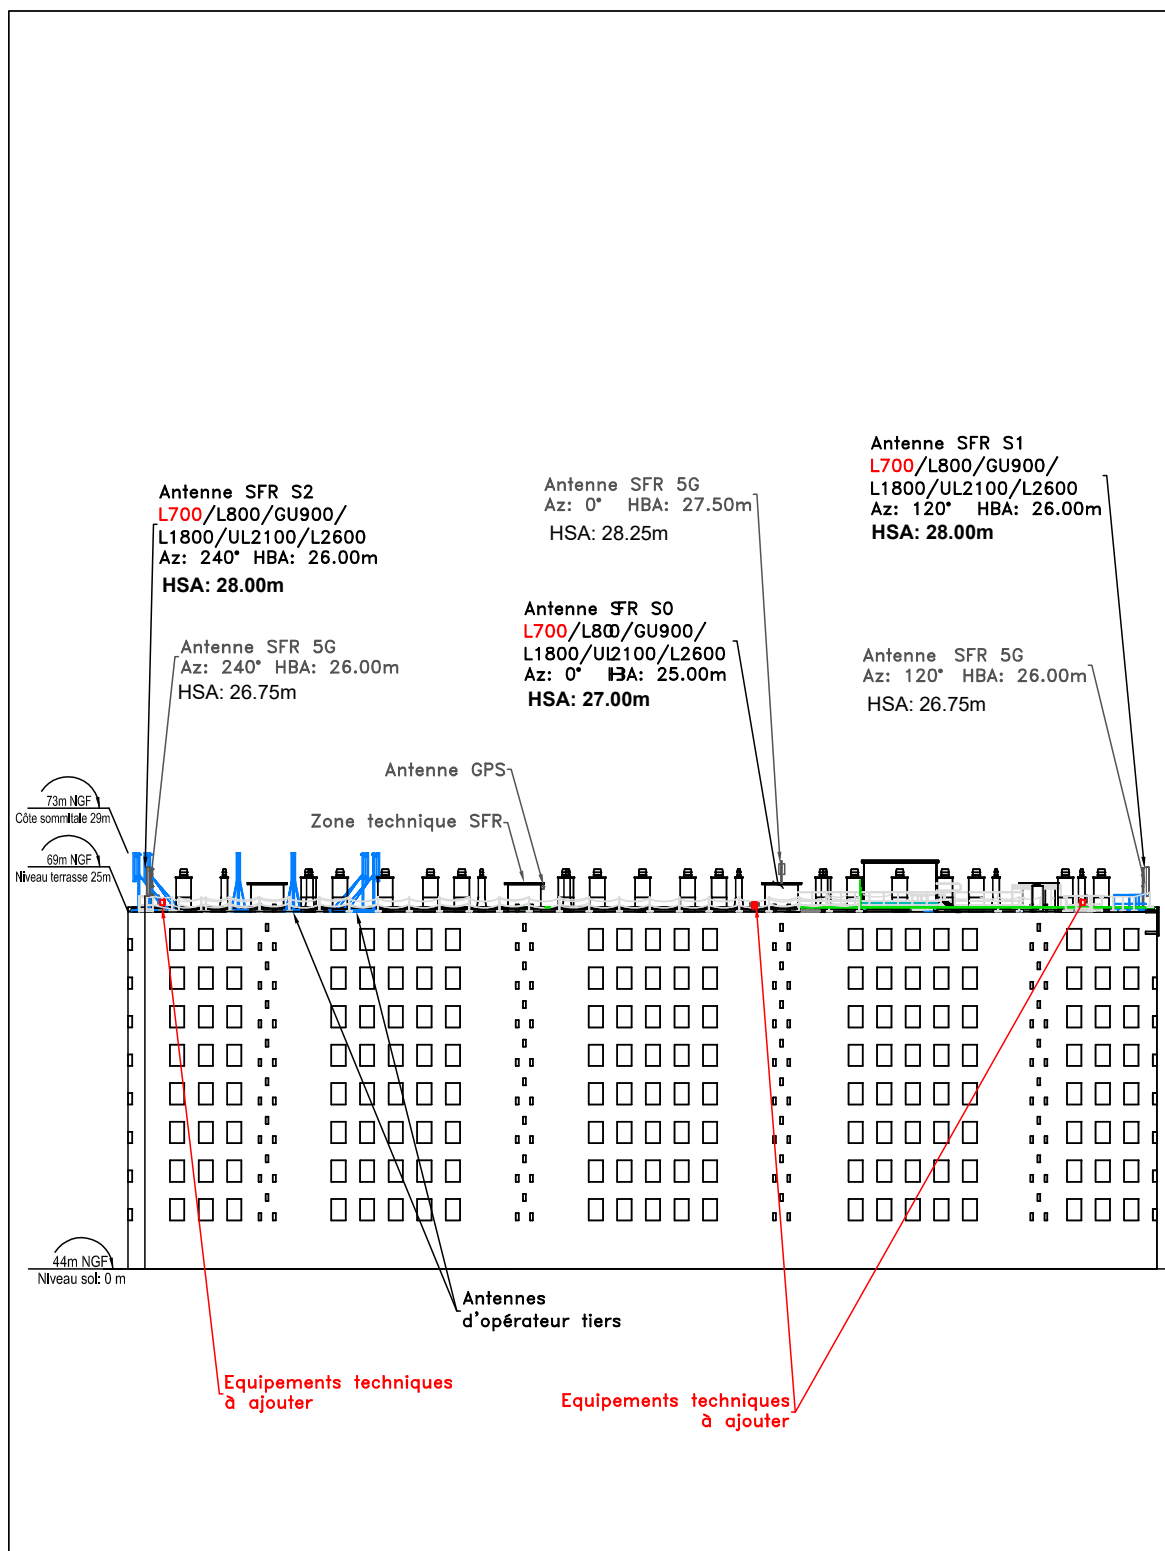 Antenne SFR S1
L700/L800/GU900/
L1800/UL2100/L2600
Az: 120° HBA: 26.00m
HSA: 28.00m
Antenne SFR S2
L700/L800/GU900/
L1800/UL2100/L2600
Az: 240° HBA: 26.00m
HSA: 28.00m
Antenne SFR 5G
Az: 0° HBA: 27.50m
HSA: 28.25m
Antenne SFR S0
L700/L800/GU900/
L1800/UL2100/L2600
Az: 0° HBA: 25.00m
HSA: 27.00m
Antenne SFR 5G
Az: 240° HBA: 26.00m
HSA: 26.75m
Antenne SFR 5G
Az: 120° HBA: 26.00m
HSA: 26.75m
Antenne GPS
Zone technique SFR
73m NGF
Côte sommitale 29m
69m NGF
Niveau terrasse 25m
44m NGF
Niveau sol: 0 m
Antennes
d'opérateur tiers
Equipements techniques
à ajouter
Equipements techniques
à ajouter